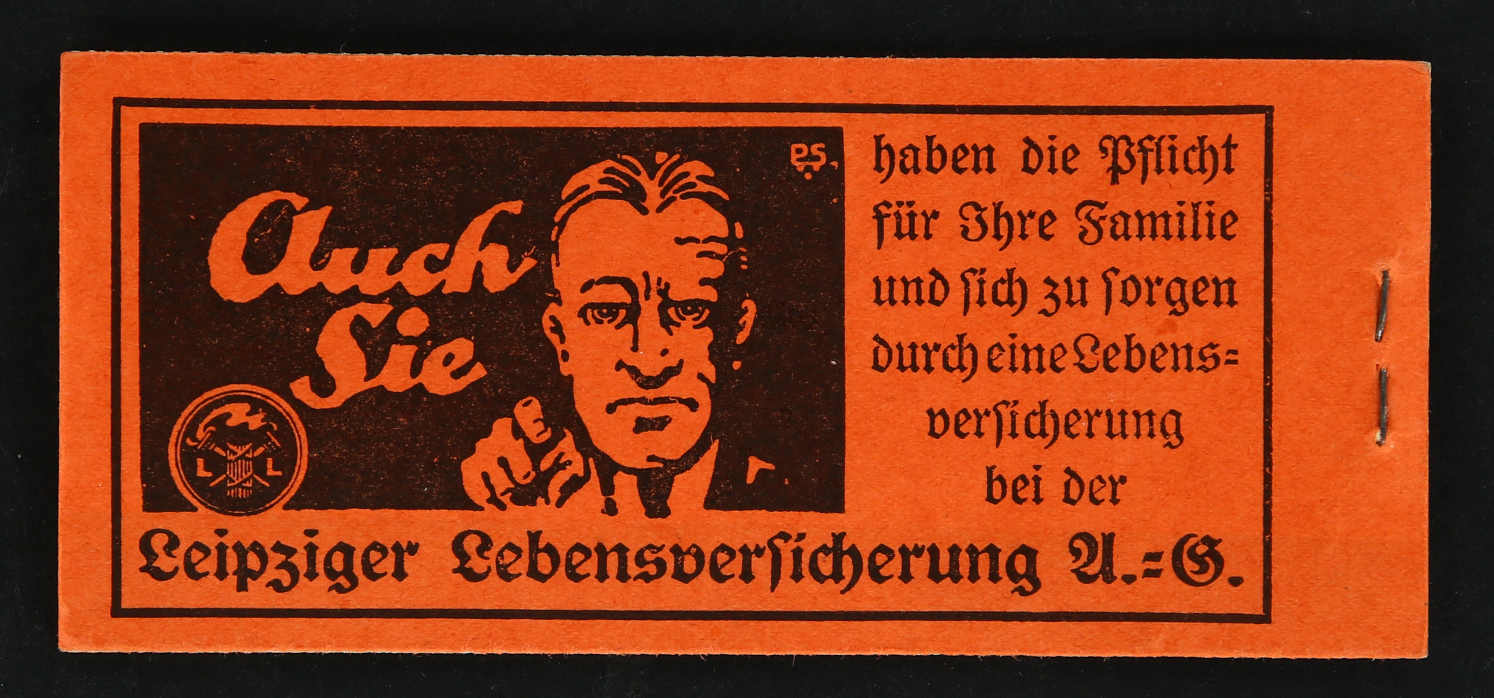 Auch
Sie
PS.
L L
haben die Pflicht
für Ihre Familie
und sich zu sorgen
durch eine Lebens=
versicherung
bei der
Leipziger Lebensversicherung A.=G.